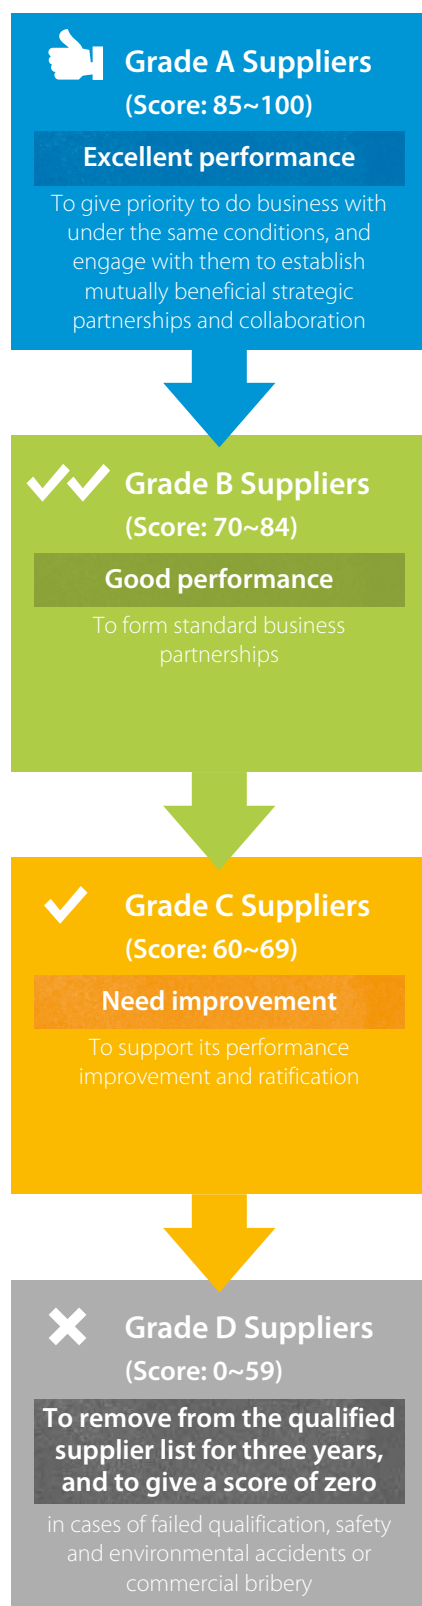 Grade A Suppliers
(Score: 85~100)
Excellent performance
To give priority to do business with
under the same conditions, and
engage with them to establish
mutually beneficial strategic
partnerships and collaboration
Grade B Suppliers
(Score: 70~84)
Good performance
To form standard business
partnerships
Grade C Suppliers
(Score: 60~69)
Need improvement
To support its performance
improvement and ratification
Grade D Suppliers
(Score: 0~59)
To remove from the qualified
supplier list for three years,
and to give a score of zero
in cases of failed qualification, safety
and environmental accidents or
commercial bribery